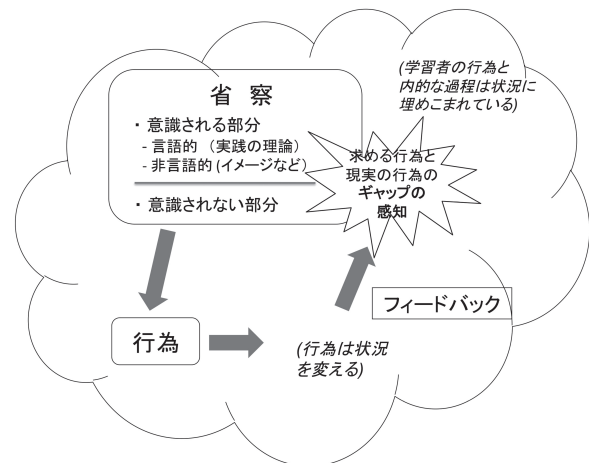 (学習者の行為と
内的な過程は状況に
埋めこまれている)
省 察
・ 意識される部分
- 言語的 (実践の理論)
- 非言語的 (イメージなど)
・ 意識されない部分
求める行為と
現実の行為の
ギャップの
感知
フィードバック
行為
(行為は状況
を変える)